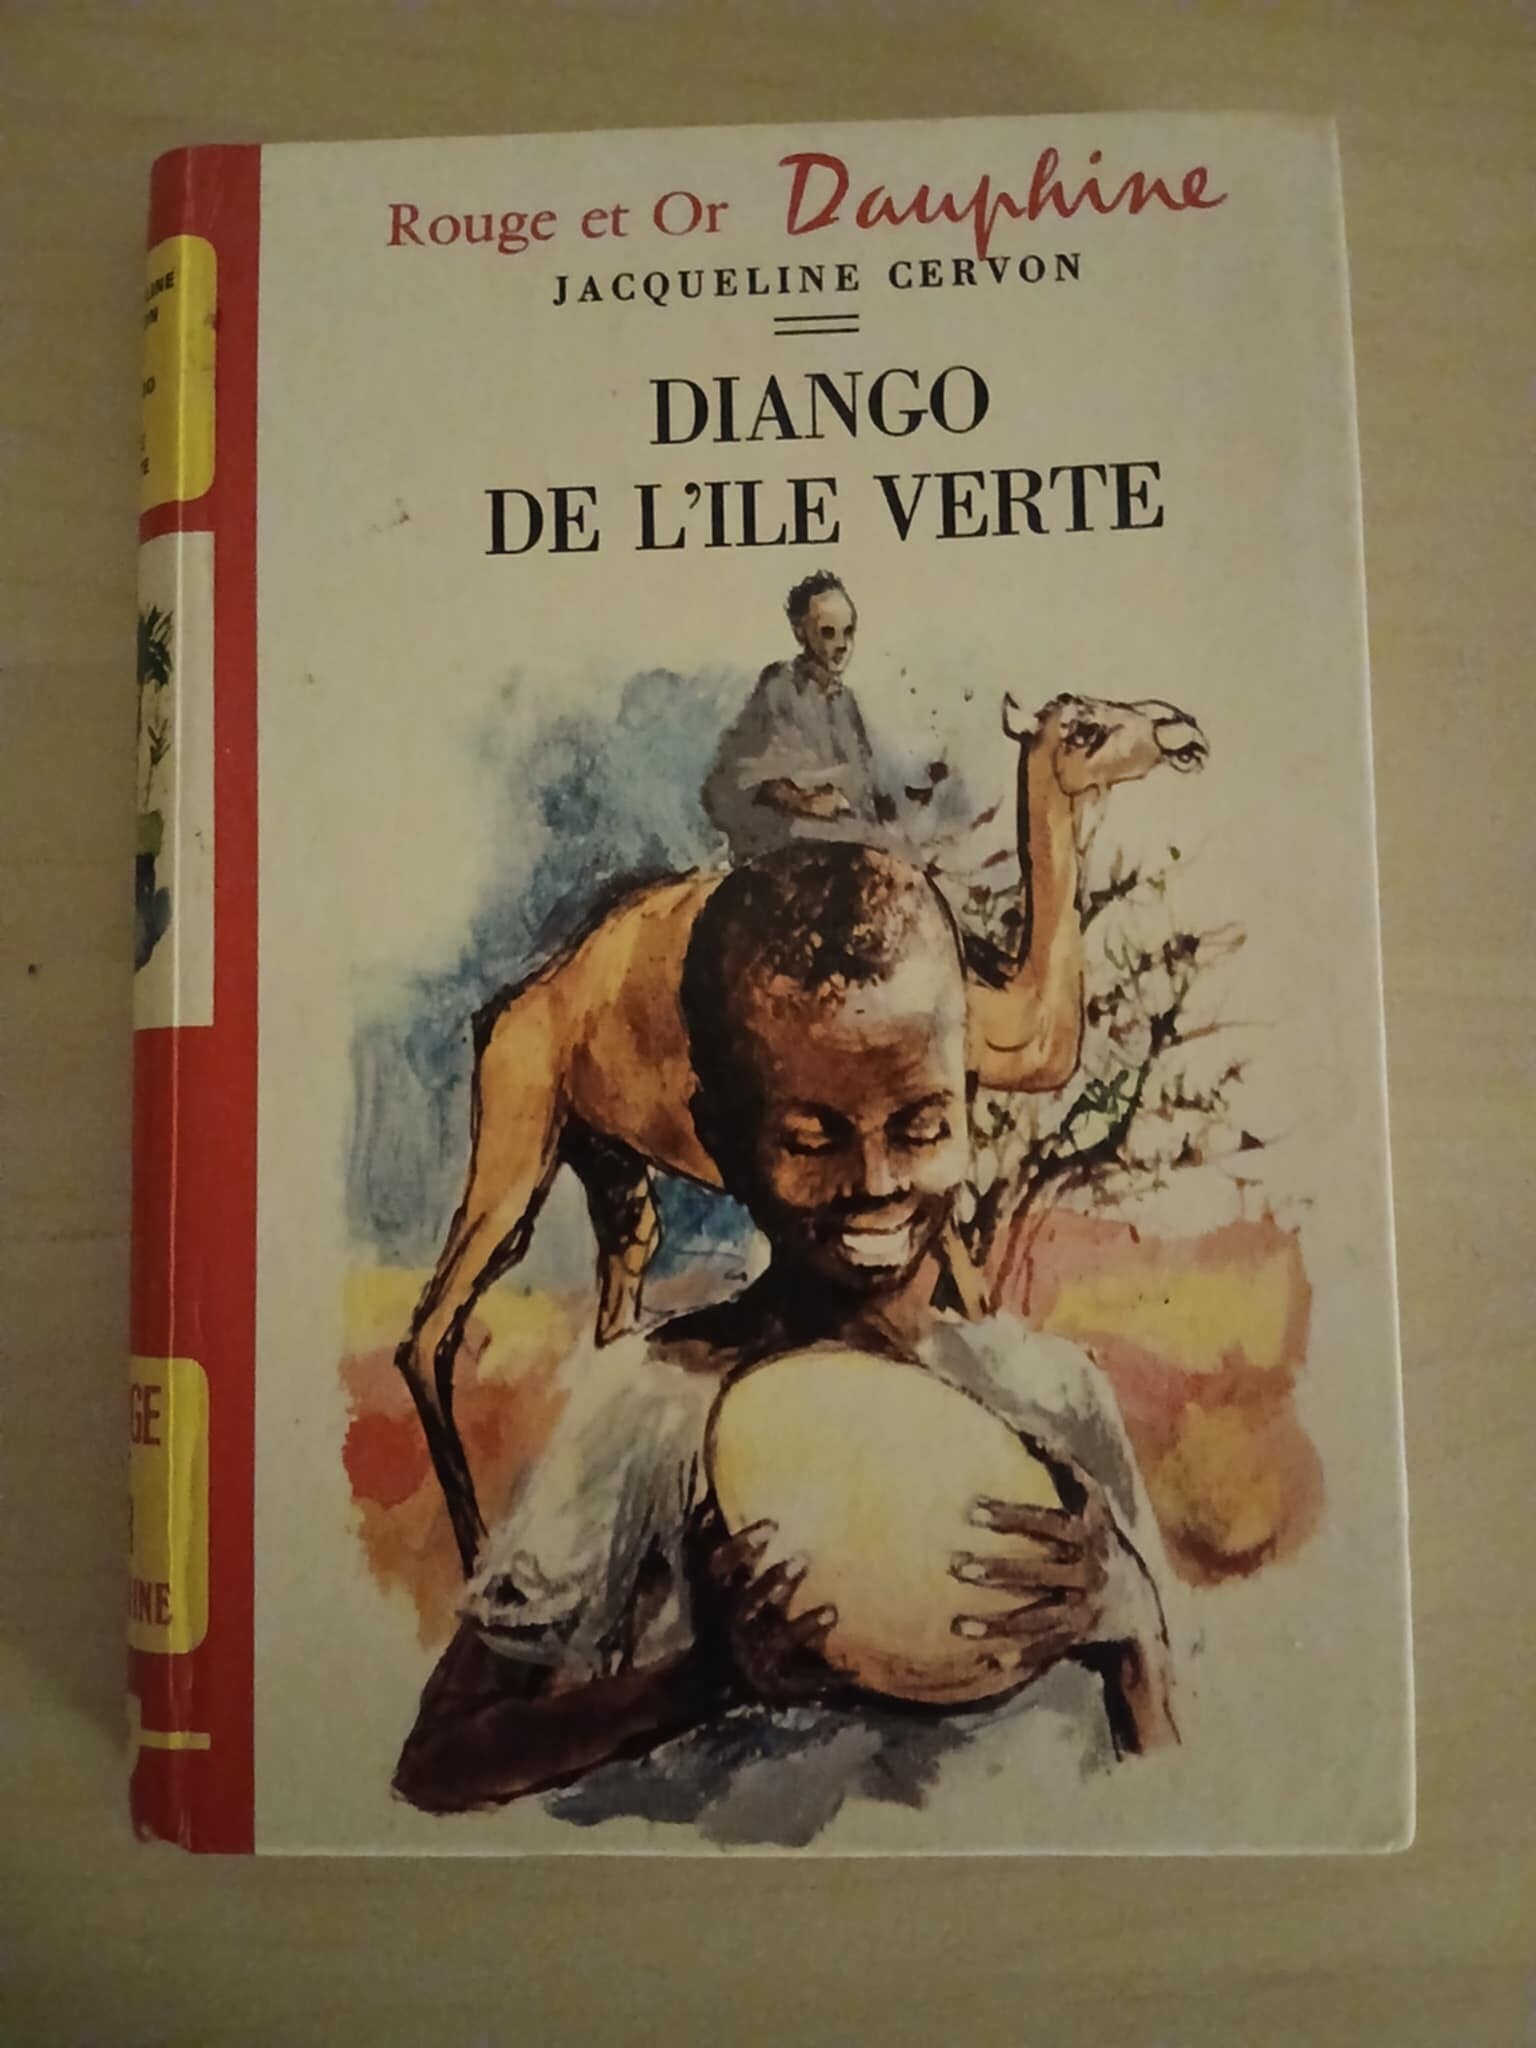 Rouge et Or Dauphine
JACQUELINE CERVON
DIANGO
DE L'ILE VERTE